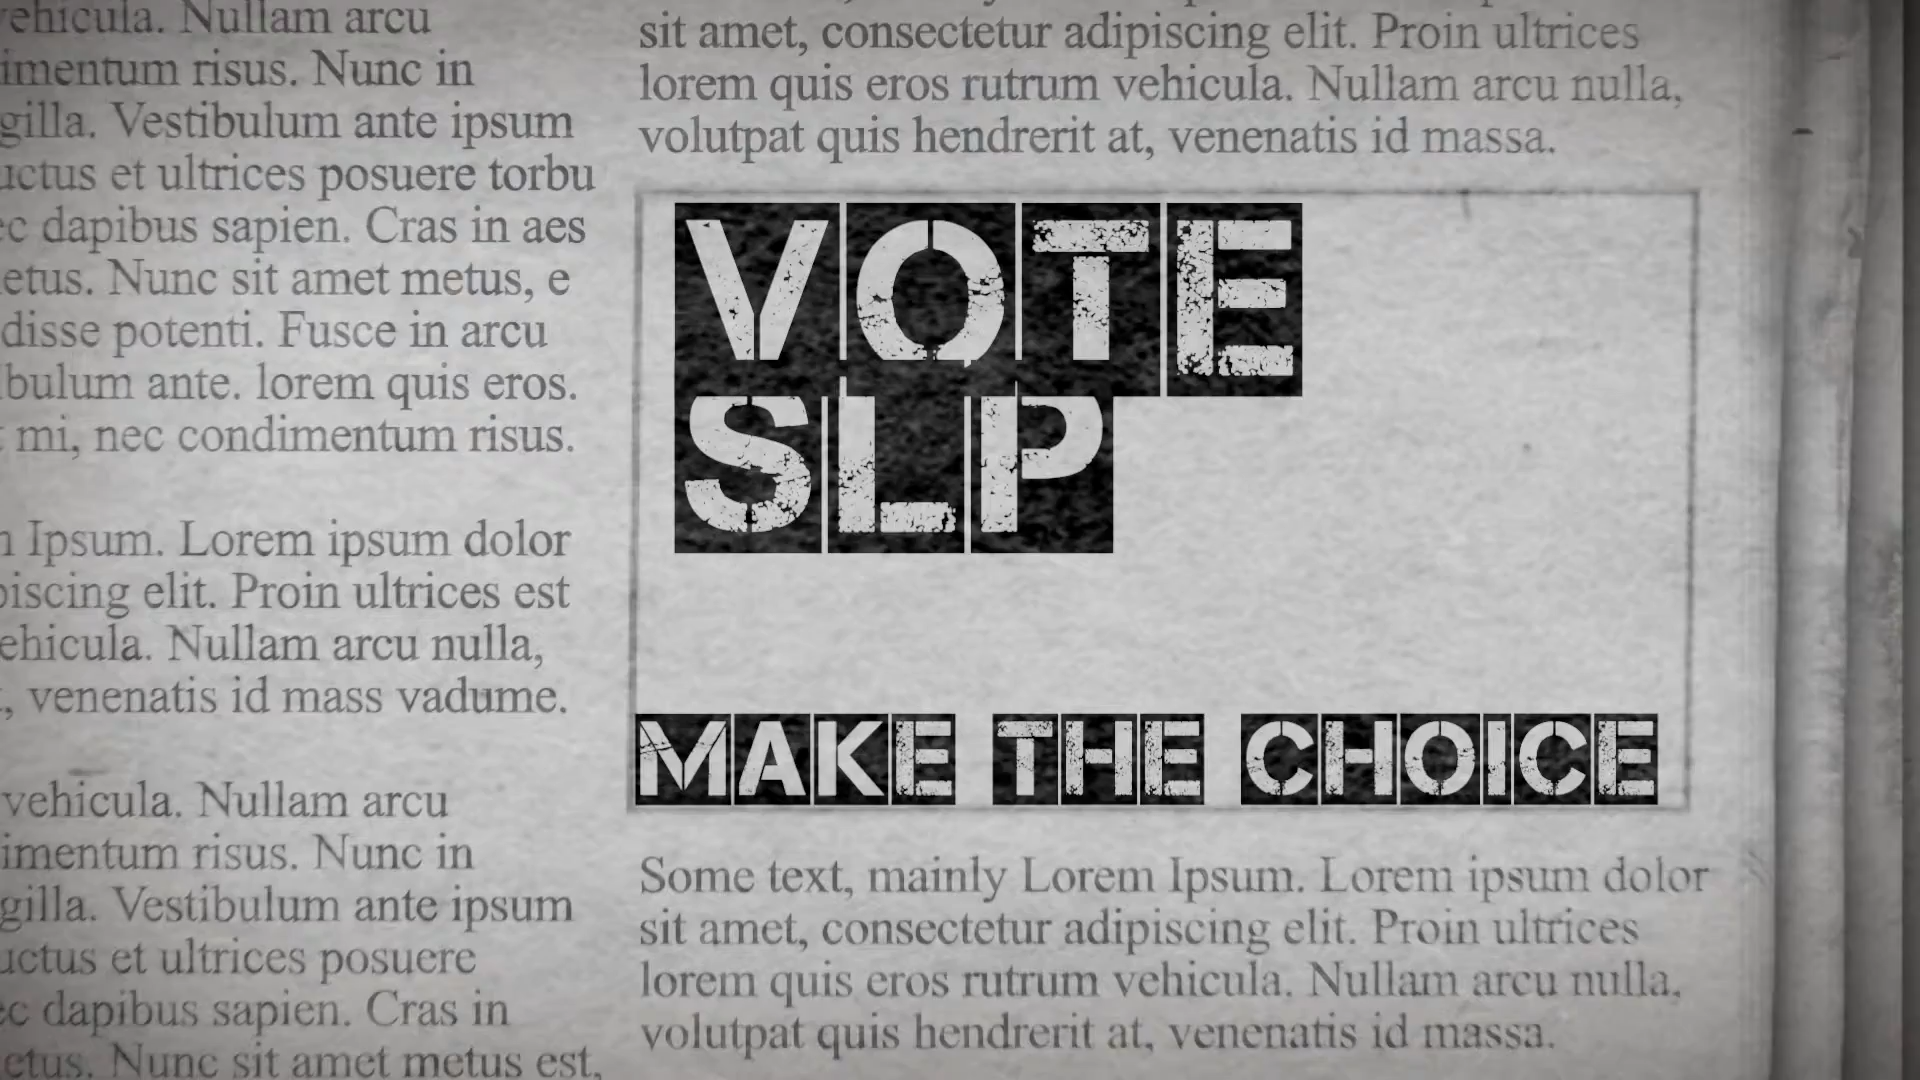 ehicula. Nullam arcu
imentum risus. Nunc in
gilla. Vestibulum ante ipsum
uctus et ultrices posuere torbu
ec dapibus sapien. Cras in aes
etus. Nunc sit amet metus, e
disse potenti. Fusce in arcu
bulum ante. lorem quis eros.
mi, nec condimentum risus.
Ipsum. Lorem ipsum dolor
piscing elit. Proin ultrices est
ehicula. Nullam arcu nulla,
, venenatis id mass vadume.
vehicula. Nullam arcu
imentum risus. Nunc in
gilla. Vestibulum ante ipsum
uctus et ultrices posuere
ec dapibus sapien. Cras in
etus. Nunc sit amet metus est,
sit amet, consectetur adipiscing elit. Proin ultrices
lorem quis eros rutrum vehicula. Nullam arcu nulla,
volutpat quis hendrerit at, venenatis id massa.
VOTE
SLP
MAKE THE CHOICE
Some text, mainly Lorem Ipsum. Lorem ipsum dolor
sit amet, consectetur adipiscing elit. Proin ultrices
lorem quis eros rutrum vehicula. Nullam arcu nulla,
volutpat quis hendrerit at, venenatis id massa.